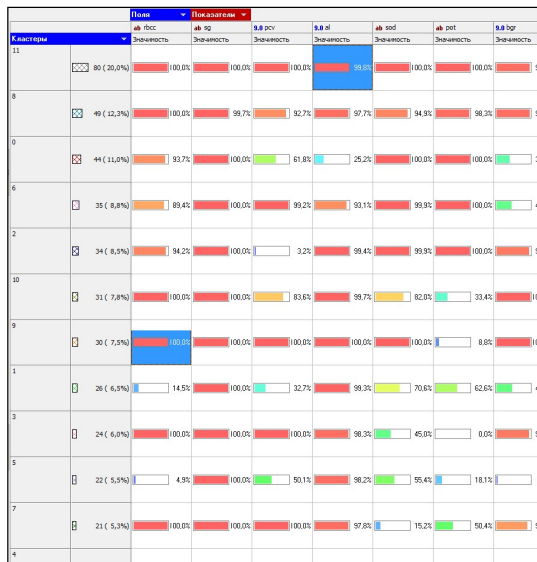 Поля Показатели
ab rbcc ab sg 9.0 pcv 9.0 al ab sod ab pot 9.0 bgr
Кластеры Значимость Значимость Значимость Значимость Значимость Значимость Значимость
11
80 (20,0%) 100,0% 100,0% 100,0% 99,8% 100,0% 100,0%
8
49 (12,3%) 100,0% 99,7% 92,7% 97,7% 94,9% 98,3%
0
44 (11,0%) 93,7% 100,0% 61,8% 25,2% 100,0% 100,0%
6
35 ( 8,8%) 89,4% 100,0% 99,2% 93,1% 99,9% 100,0%
2
34 ( 8,5%) 94,2% 100,0% 3,2% 99,4% 99,9% 100,0%
10
31 ( 7,8%) 100,0% 100,0% 83,6% 99,7% 82,0% 33,4%
9
30 ( 7,5%) 100,0% 100,0% 100,0% 100,0% 100,0% 8,8%
1
26 ( 6,5%) 14,5% 100,0% 32,7% 99,3% 70,6% 62,6%
3
24 ( 6,0%) 100,0% 100,0% 100,0% 98,3% 45,0% 0,0%
5
22 ( 5,5%) 4,9% 100,0% 50,1% 98,2% 55,4% 18,1%
7
21 ( 5,3%) 100,0% 100,0% 100,0% 97,8% 15,2% 50,4%
4